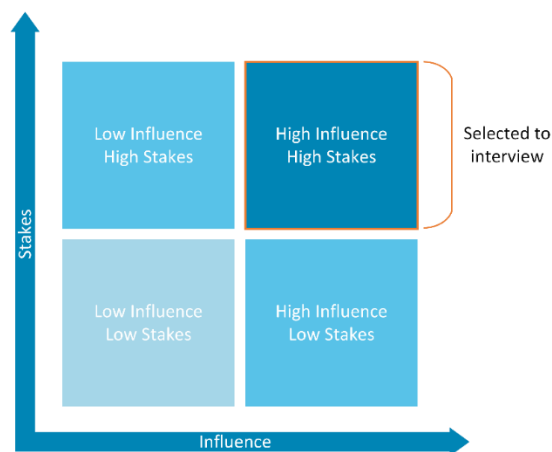 Low Influence
High Stakes
High Influence
High Stakes
Selected to
interview
Stakes
Low Influence
Low Stakes
High Influence
Low Stakes
Influence